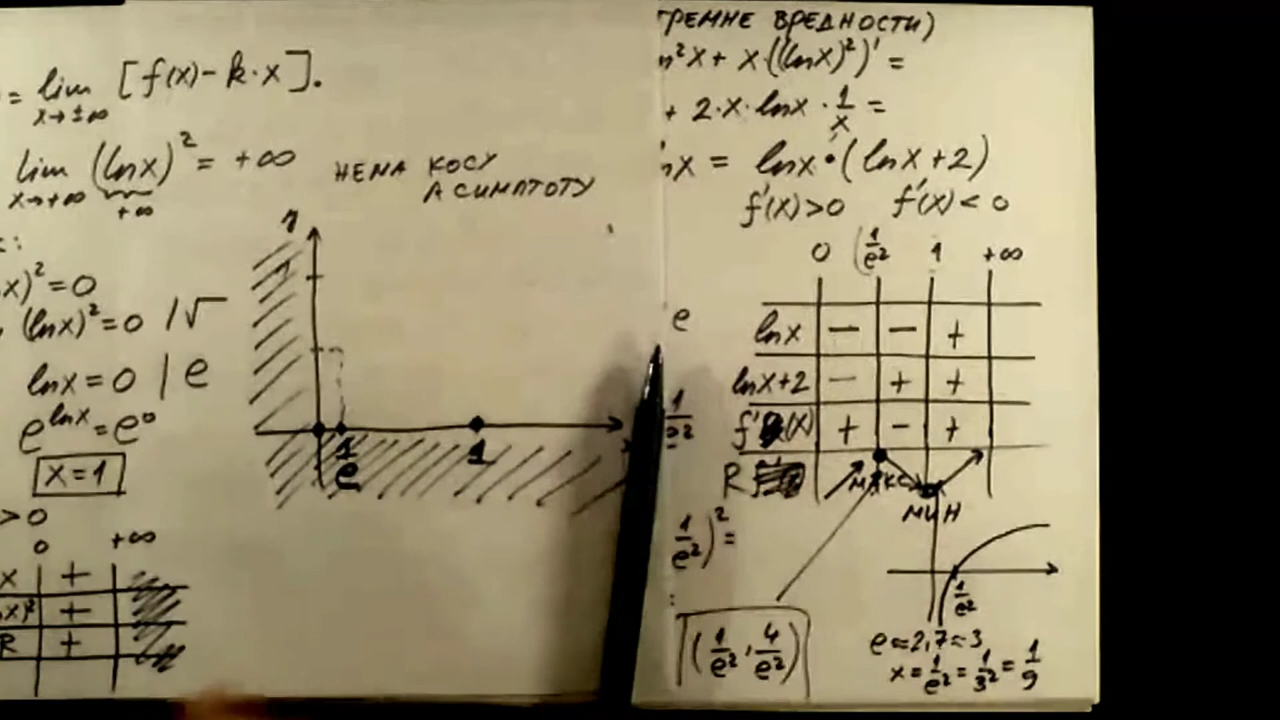 = lim [f(x) - k·x].
x→±∞
lim (lnx)² = +∞
x→+∞ +∞
НЕМА КОСУ
АСИМПТОТУ
:
x)² = 0
(lnx)² = 0 /√
lnx = 0 | e
e^lnx = e⁰
x = 1
> 0
0 +∞
x +
x)² +
R +
1
e
1
ТРЕМНЕ ВРЕДНОСТИ)
n²x + x·((lnx)²)' =
+ 2·x·lnx·1/x =
nx = lnx·(lnx+2)
f'(x)>0 f'(x)<0
0 1/e² 1 +∞
lnx − − +
lnx+2 − + +
f'(x) + − +
R
МАКС
МИН
e
1/e²)² =
:
(1/e², 4/e²)
1/e²
e≈2,7≈3
x = 1/e² = 1/3² = 1/9